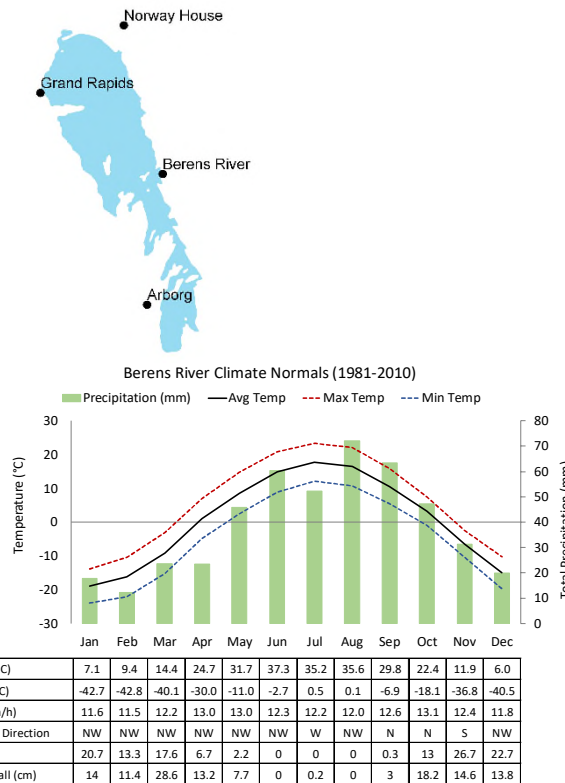 Norway House
Grand Rapids
Berens River
Arborg
Berens River Climate Normals (1981-2010)
Precipitation (mm) Avg Temp Max Temp Min Temp
Temperature (°C)
30
20
10
0
-10
-20
-30
80
70
60
50
40
30
20
10
0
Total Precipitation (mm)
Jan Feb Mar Apr May Jun Jul Aug Sep Oct Nov Dec
C) 7.1 9.4 14.4 24.7 31.7 37.3 35.2 35.6 29.8 22.4 11.9 6.0
C) -42.7 -42.8 -40.1 -30.0 -11.0 -2.7 0.5 0.1 -6.9 -18.1 -36.8 -40.5
/h) 11.6 11.5 12.2 13.0 13.0 12.3 12.2 12.0 12.6 13.1 12.4 11.8
Direction NW NW NW NW NW NW W NW N N S NW
20.7 13.3 17.6 6.7 2.2 0 0 0 0.3 13 26.7 22.7
all (cm) 14 11.4 28.6 13.2 7.7 0 0.2 0 3 18.2 14.6 13.8